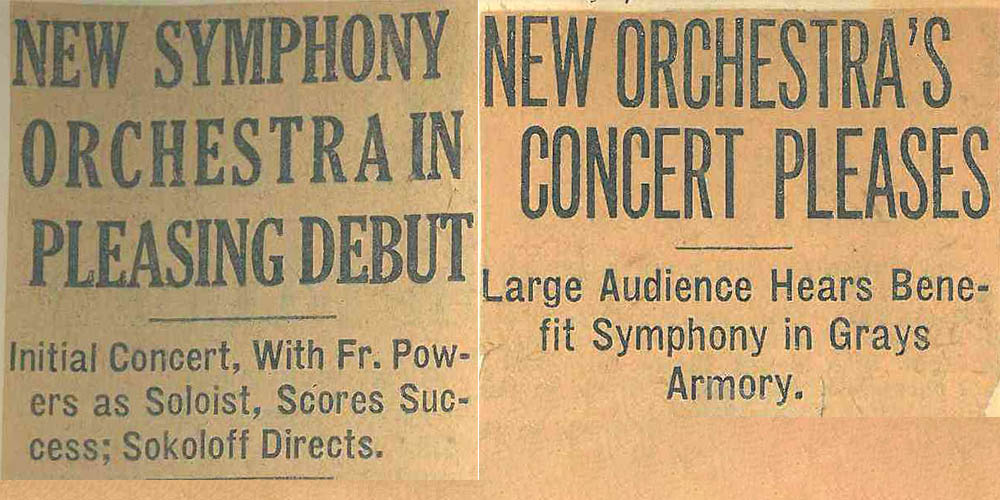 NEW SYMPHONY
ORCHESTRA IN
PLEASING DEBUT
Initial Concert, With Fr. Pow-
ers as Soloist, Scores Suc-
cess; Sokoloff Directs.
NEW ORCHESTRA'S
CONCERT PLEASES
Large Audience Hears Bene-
fit Symphony in Grays
Armory.